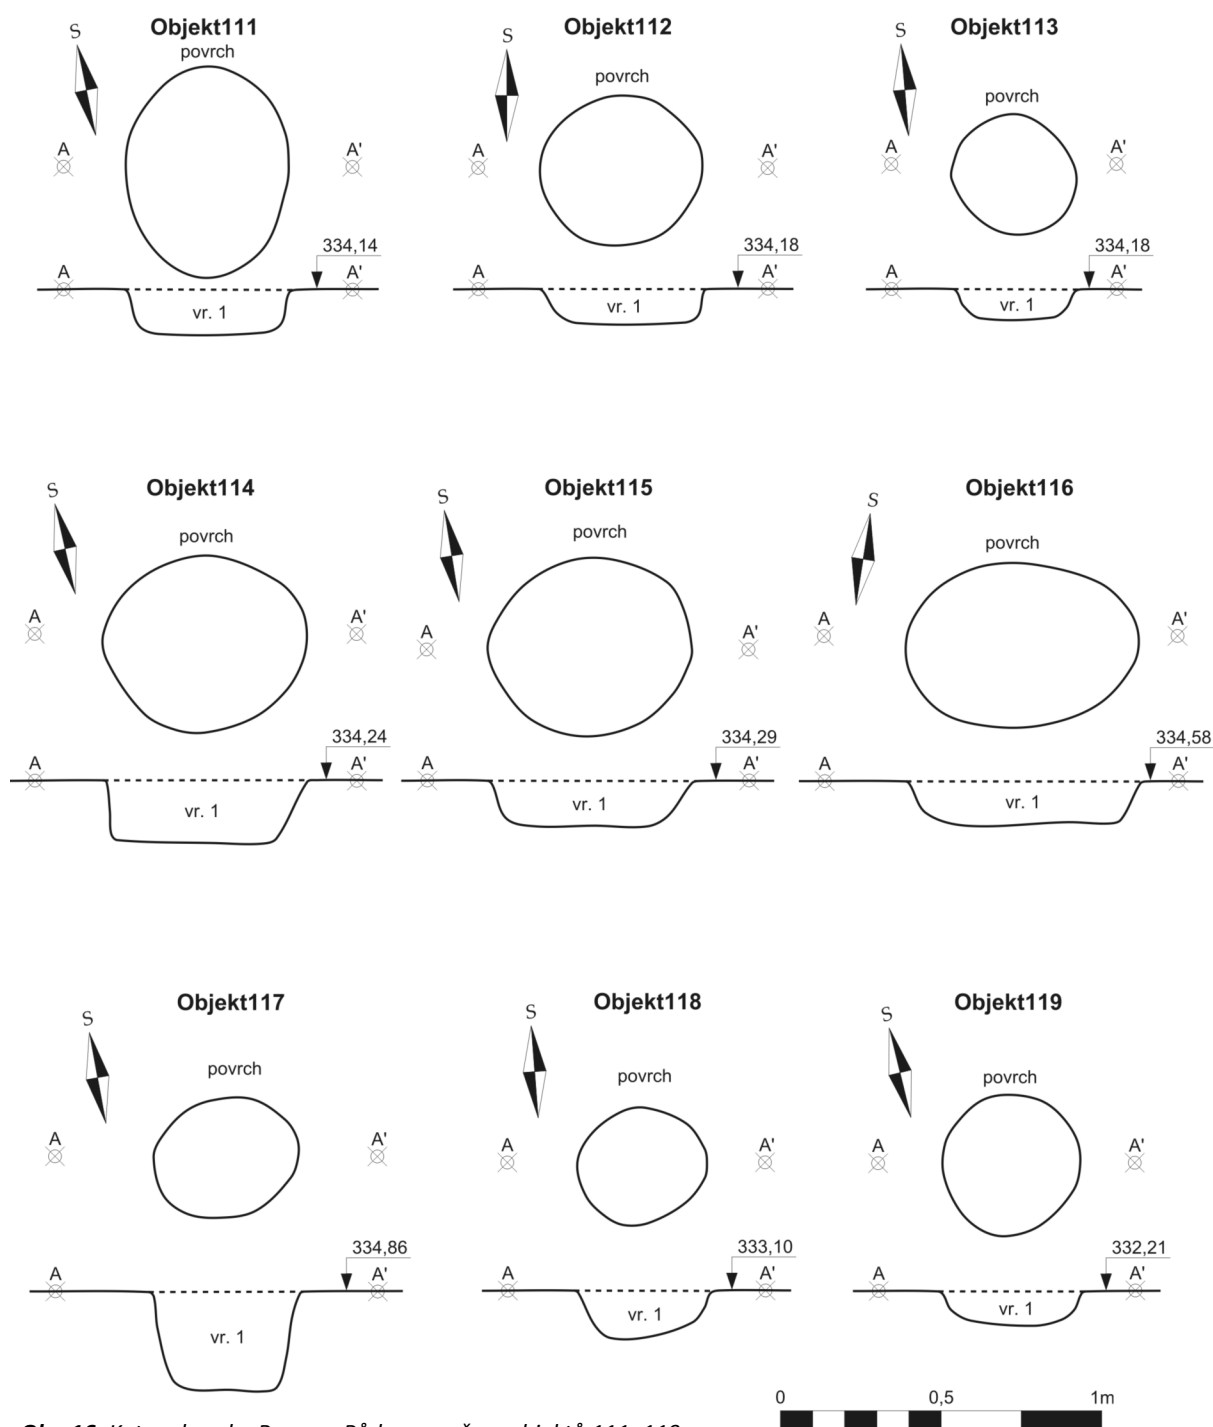 Objekt111
S
povrch
A A'
334,14
A A'
vr. 1
Objekt112
S
povrch
A A'
334,18
A A'
vr. 1
Objekt113
S
povrch
A A'
334,18
A A'
vr. 1
Objekt114
S
povrch
A A'
334,24
A A'
vr. 1
Objekt115
S
povrch
A A'
334,29
A A'
vr. 1
Objekt116
S
povrch
A A'
334,58
A A'
vr. 1
Objekt117
S
povrch
A A'
334,86
A A'
vr. 1
Objekt118
S
povrch
A A'
333,10
A A'
vr. 1
Objekt119
S
povrch
A A'
332,21
A A'
vr. 1
0 0,5 1m